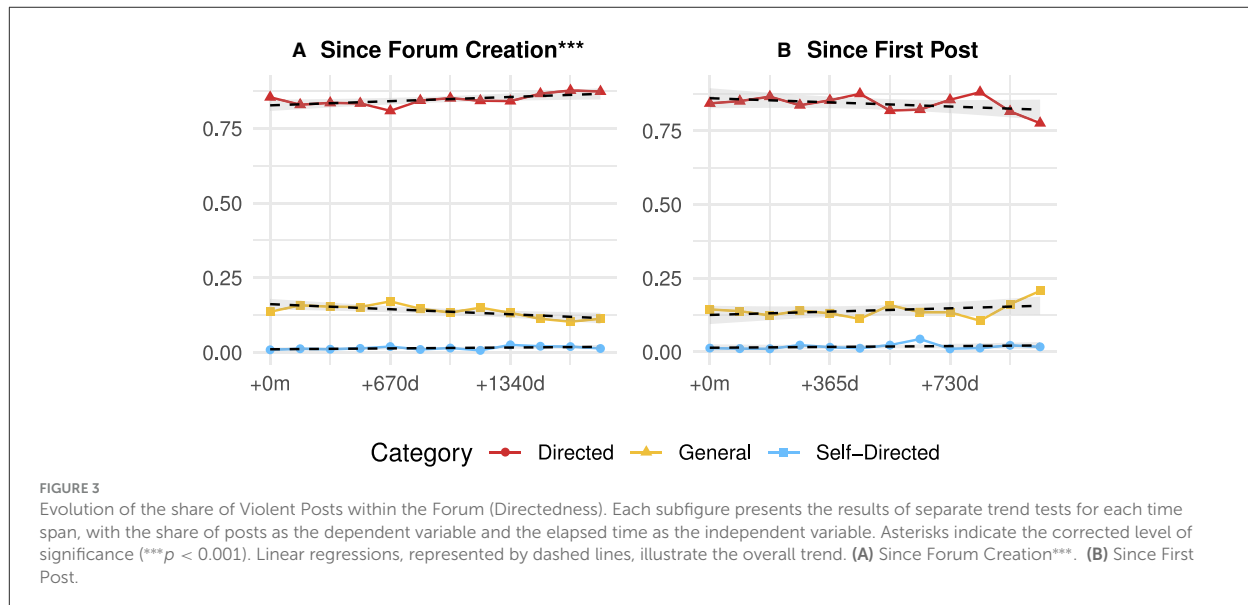 A Since Forum Creation***
B Since First Post
0.75
0.50
0.25
0.00
+0m
+670d
+1340d
0.75
0.50
0.25
0.00
+0m
+365d
+730d
Category Directed General Self−Directed
FIGURE 3
Evolution of the share of Violent Posts within the Forum (Directedness). Each subfigure presents the results of separate trend tests for each time
span, with the share of posts as the dependent variable and the elapsed time as the independent variable. Asterisks indicate the corrected level of
significance (***p < 0.001). Linear regressions, represented by dashed lines, illustrate the overall trend. (A) Since Forum Creation***. (B) Since First
Post.